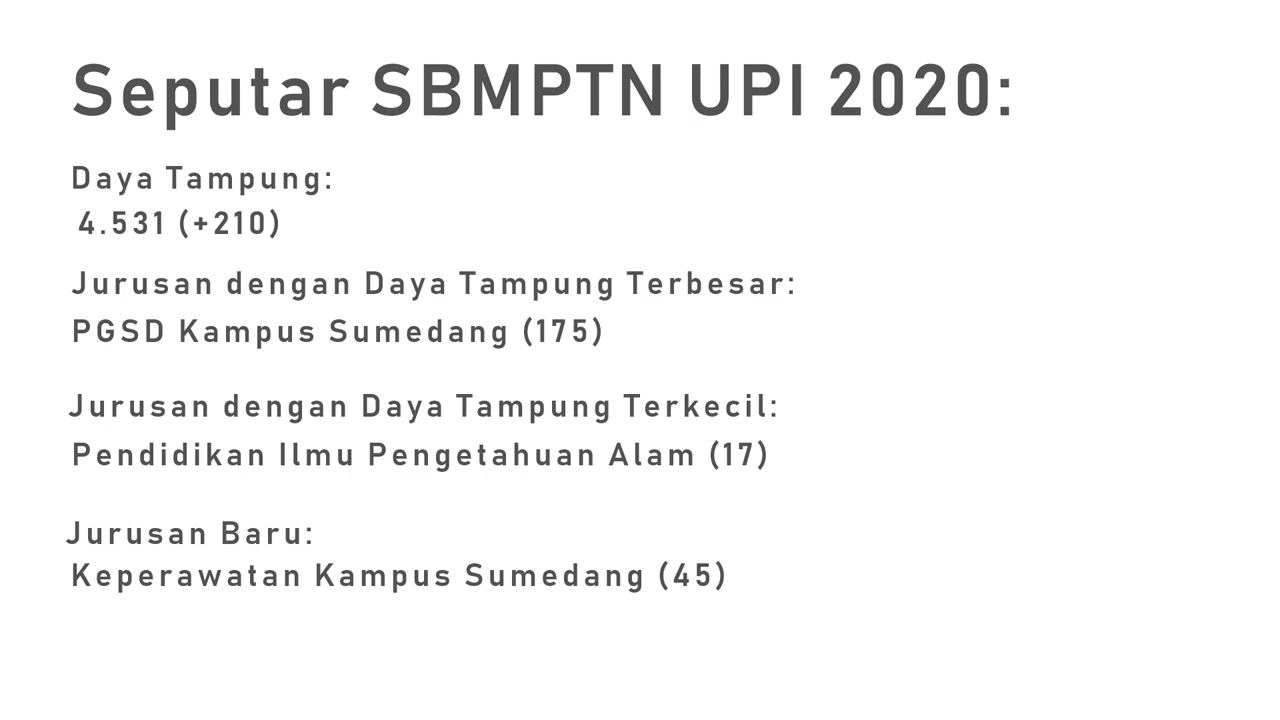 Seputar SBMPTN UPI 2020:
Daya Tampung:
4.531 (+210)
Jurusan dengan Daya Tampung Terbesar:
PGSD Kampus Sumedang (175)
Jurusan dengan Daya Tampung Terkecil:
Pendidikan Ilmu Pengetahuan Alam (17)
Jurusan Baru:
Keperawatan Kampus Sumedang (45)